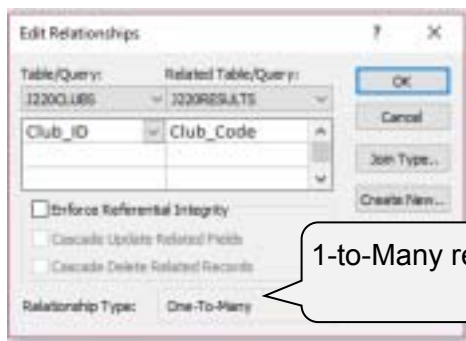 Edit Relationships ? ×
Table/Query: Related Table/Query:
J220CLUBS J220RESULTS
Club_ID Club_Code
OK
Cancel
Join Type..
Create New..
Enforce Referential Integrity
Cascade Update Related Fields
Cascade Delete Related Records
Relationship Type: One-To-Many
1-to-Many re